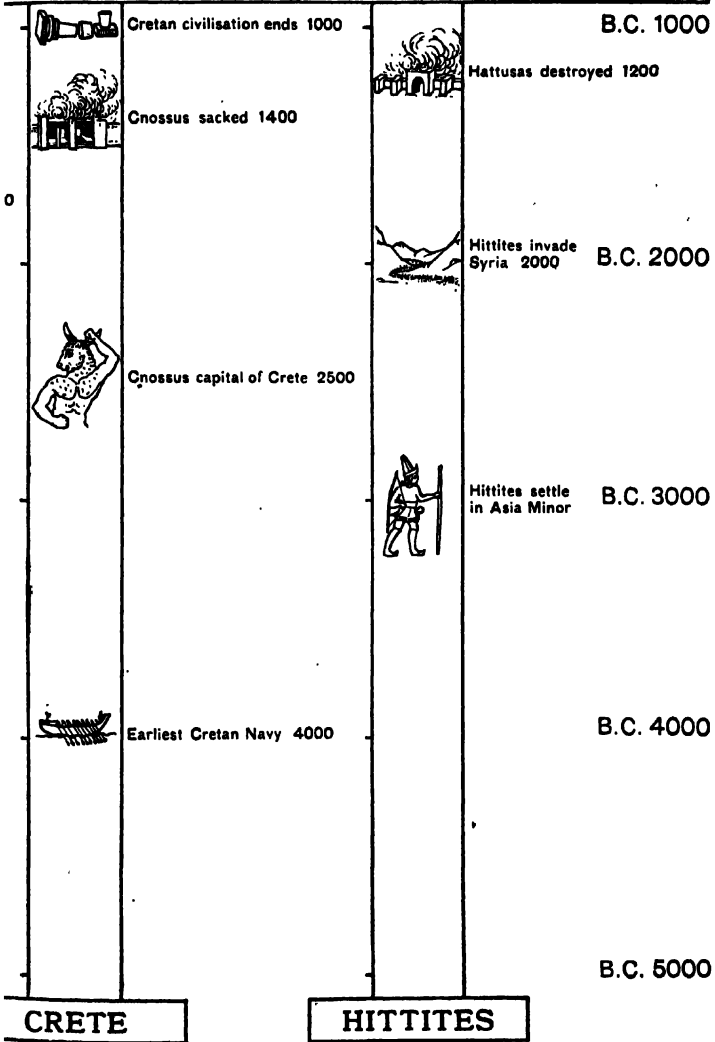 Cretan civilisation ends 1000
B.C. 1000
Hattusas destroyed 1200
Cnossus sacked 1400
0
Hittites invade
Syria 2000
B.C. 2000
Cnossus capital of Crete 2500
Hittites settle
in Asia Minor
B.C. 3000
Earliest Cretan Navy 4000
B.C. 4000
B.C. 5000
CRETE
HITTITES